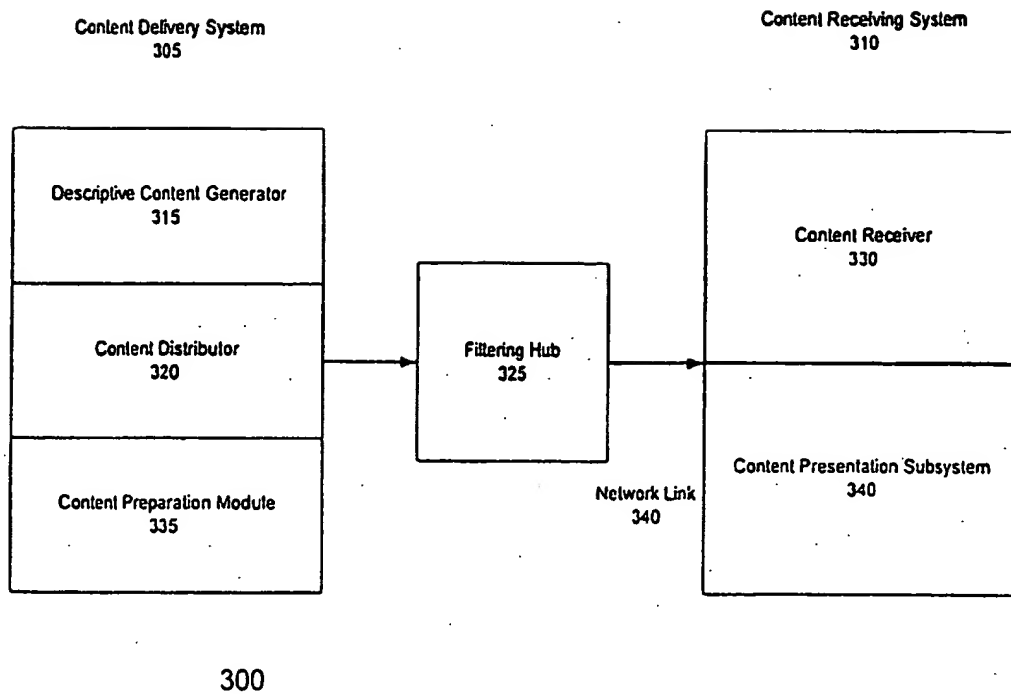 Content Delivery System
305
Content Receiving System
310
Descriptive Content Generator
315
Content Distributor
320
Content Preparation Module
335
Filtering Hub
325
Content Receiver
330
Network Link
340
Content Presentation Subsystem
340
300